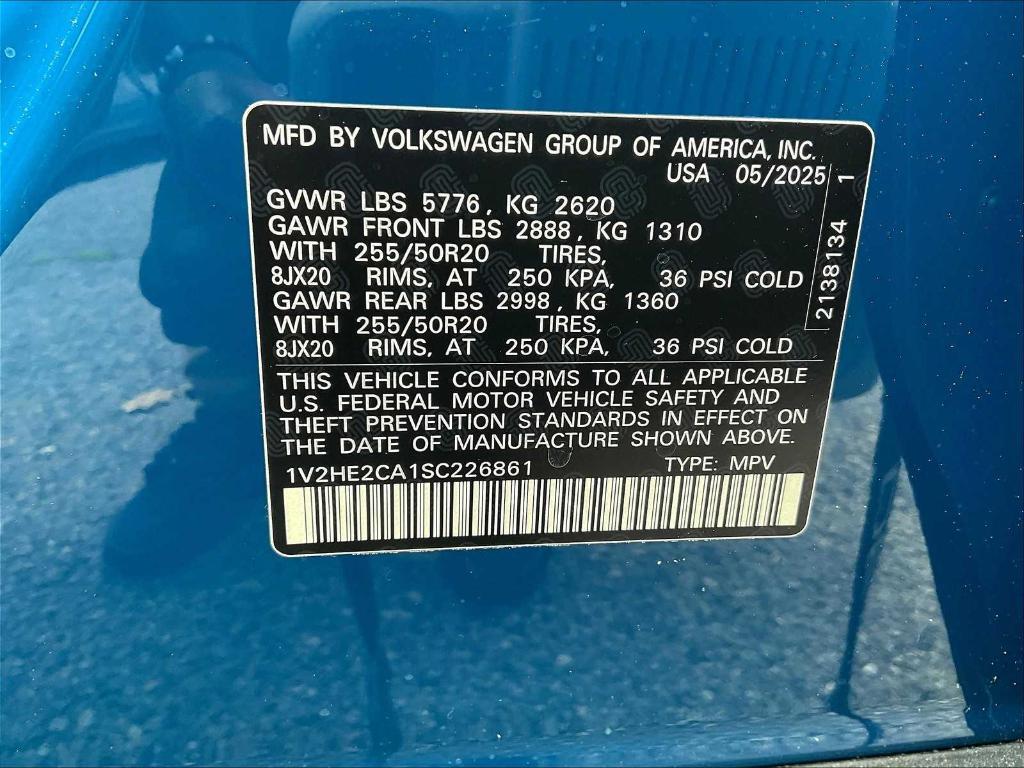 MFD BY VOLKSWAGEN GROUP OF AMERICA, INC.
USA 05/2025
GVWR LBS 5776, KG 2620
GAWR FRONT LBS 2888, KG 1310
WITH 255/50R20 TIRES,
8JX20 RIMS, AT 250 KPA, 36 PSI COLD
GAWR REAR LBS 2998, KG 1360
WITH 255/50R20 TIRES,
8JX20 RIMS, AT 250 KPA, 36 PSI COLD
2138134 1
THIS VEHICLE CONFORMS TO ALL APPLICABLE
U.S. FEDERAL MOTOR VEHICLE SAFETY AND
THEFT PREVENTION STANDARDS IN EFFECT ON
THE DATE OF MANUFACTURE SHOWN ABOVE.
1V2HE2CA1SC226861 TYPE: MPV